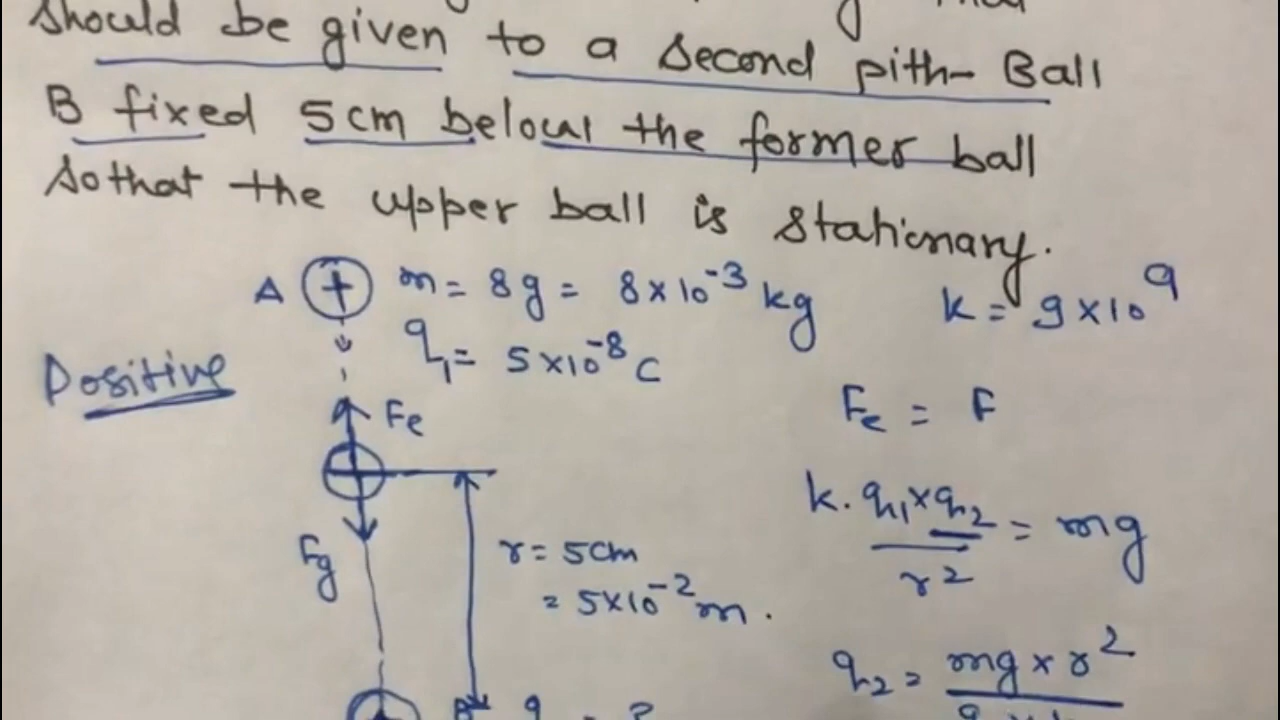 should be given to a second pith- Ball
B fixed 5cm below the former ball
So that the upper ball is stationary.
A + m = 8g = 8×10⁻³ kg
k = 9×10⁹
q₁ = 5×10⁻⁸ C
Positive
Fe
Fe = F
k. q₁×q₂ = mg
r²
Fg
r = 5cm
= 5×10⁻² m.
q₂ = mg × r²